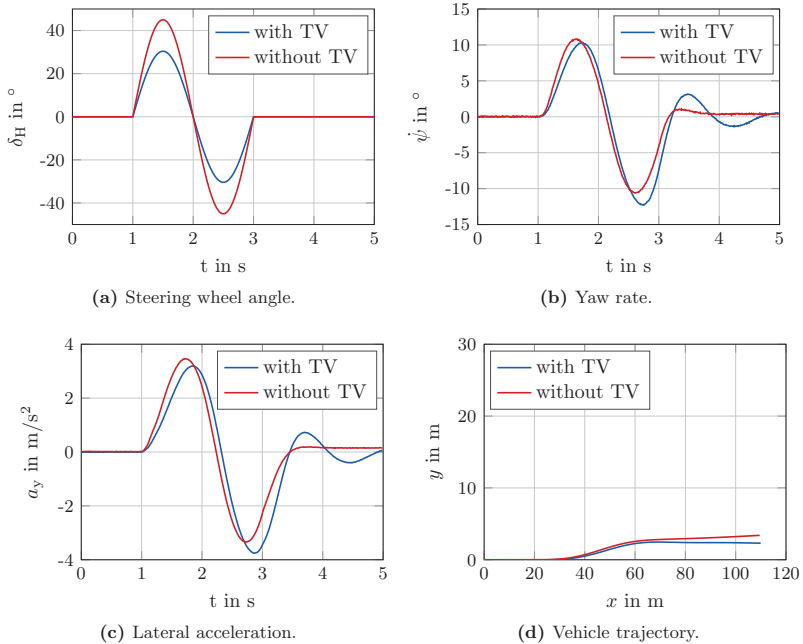 with TV
without TV
40
20
0
-20
-40
δH in °
0 1 2 3 4 5
t in s
(a) Steering wheel angle.
with TV
without TV
15
10
5
0
-5
-10
-15
ψ̇ in °
0 1 2 3 4 5
t in s
(b) Yaw rate.
with TV
without TV
4
2
0
-2
-4
ay in m/s²
0 1 2 3 4 5
t in s
(c) Lateral acceleration.
with TV
without TV
30
20
10
0
y in m
0 20 40 60 80 100 120
x in m
(d) Vehicle trajectory.